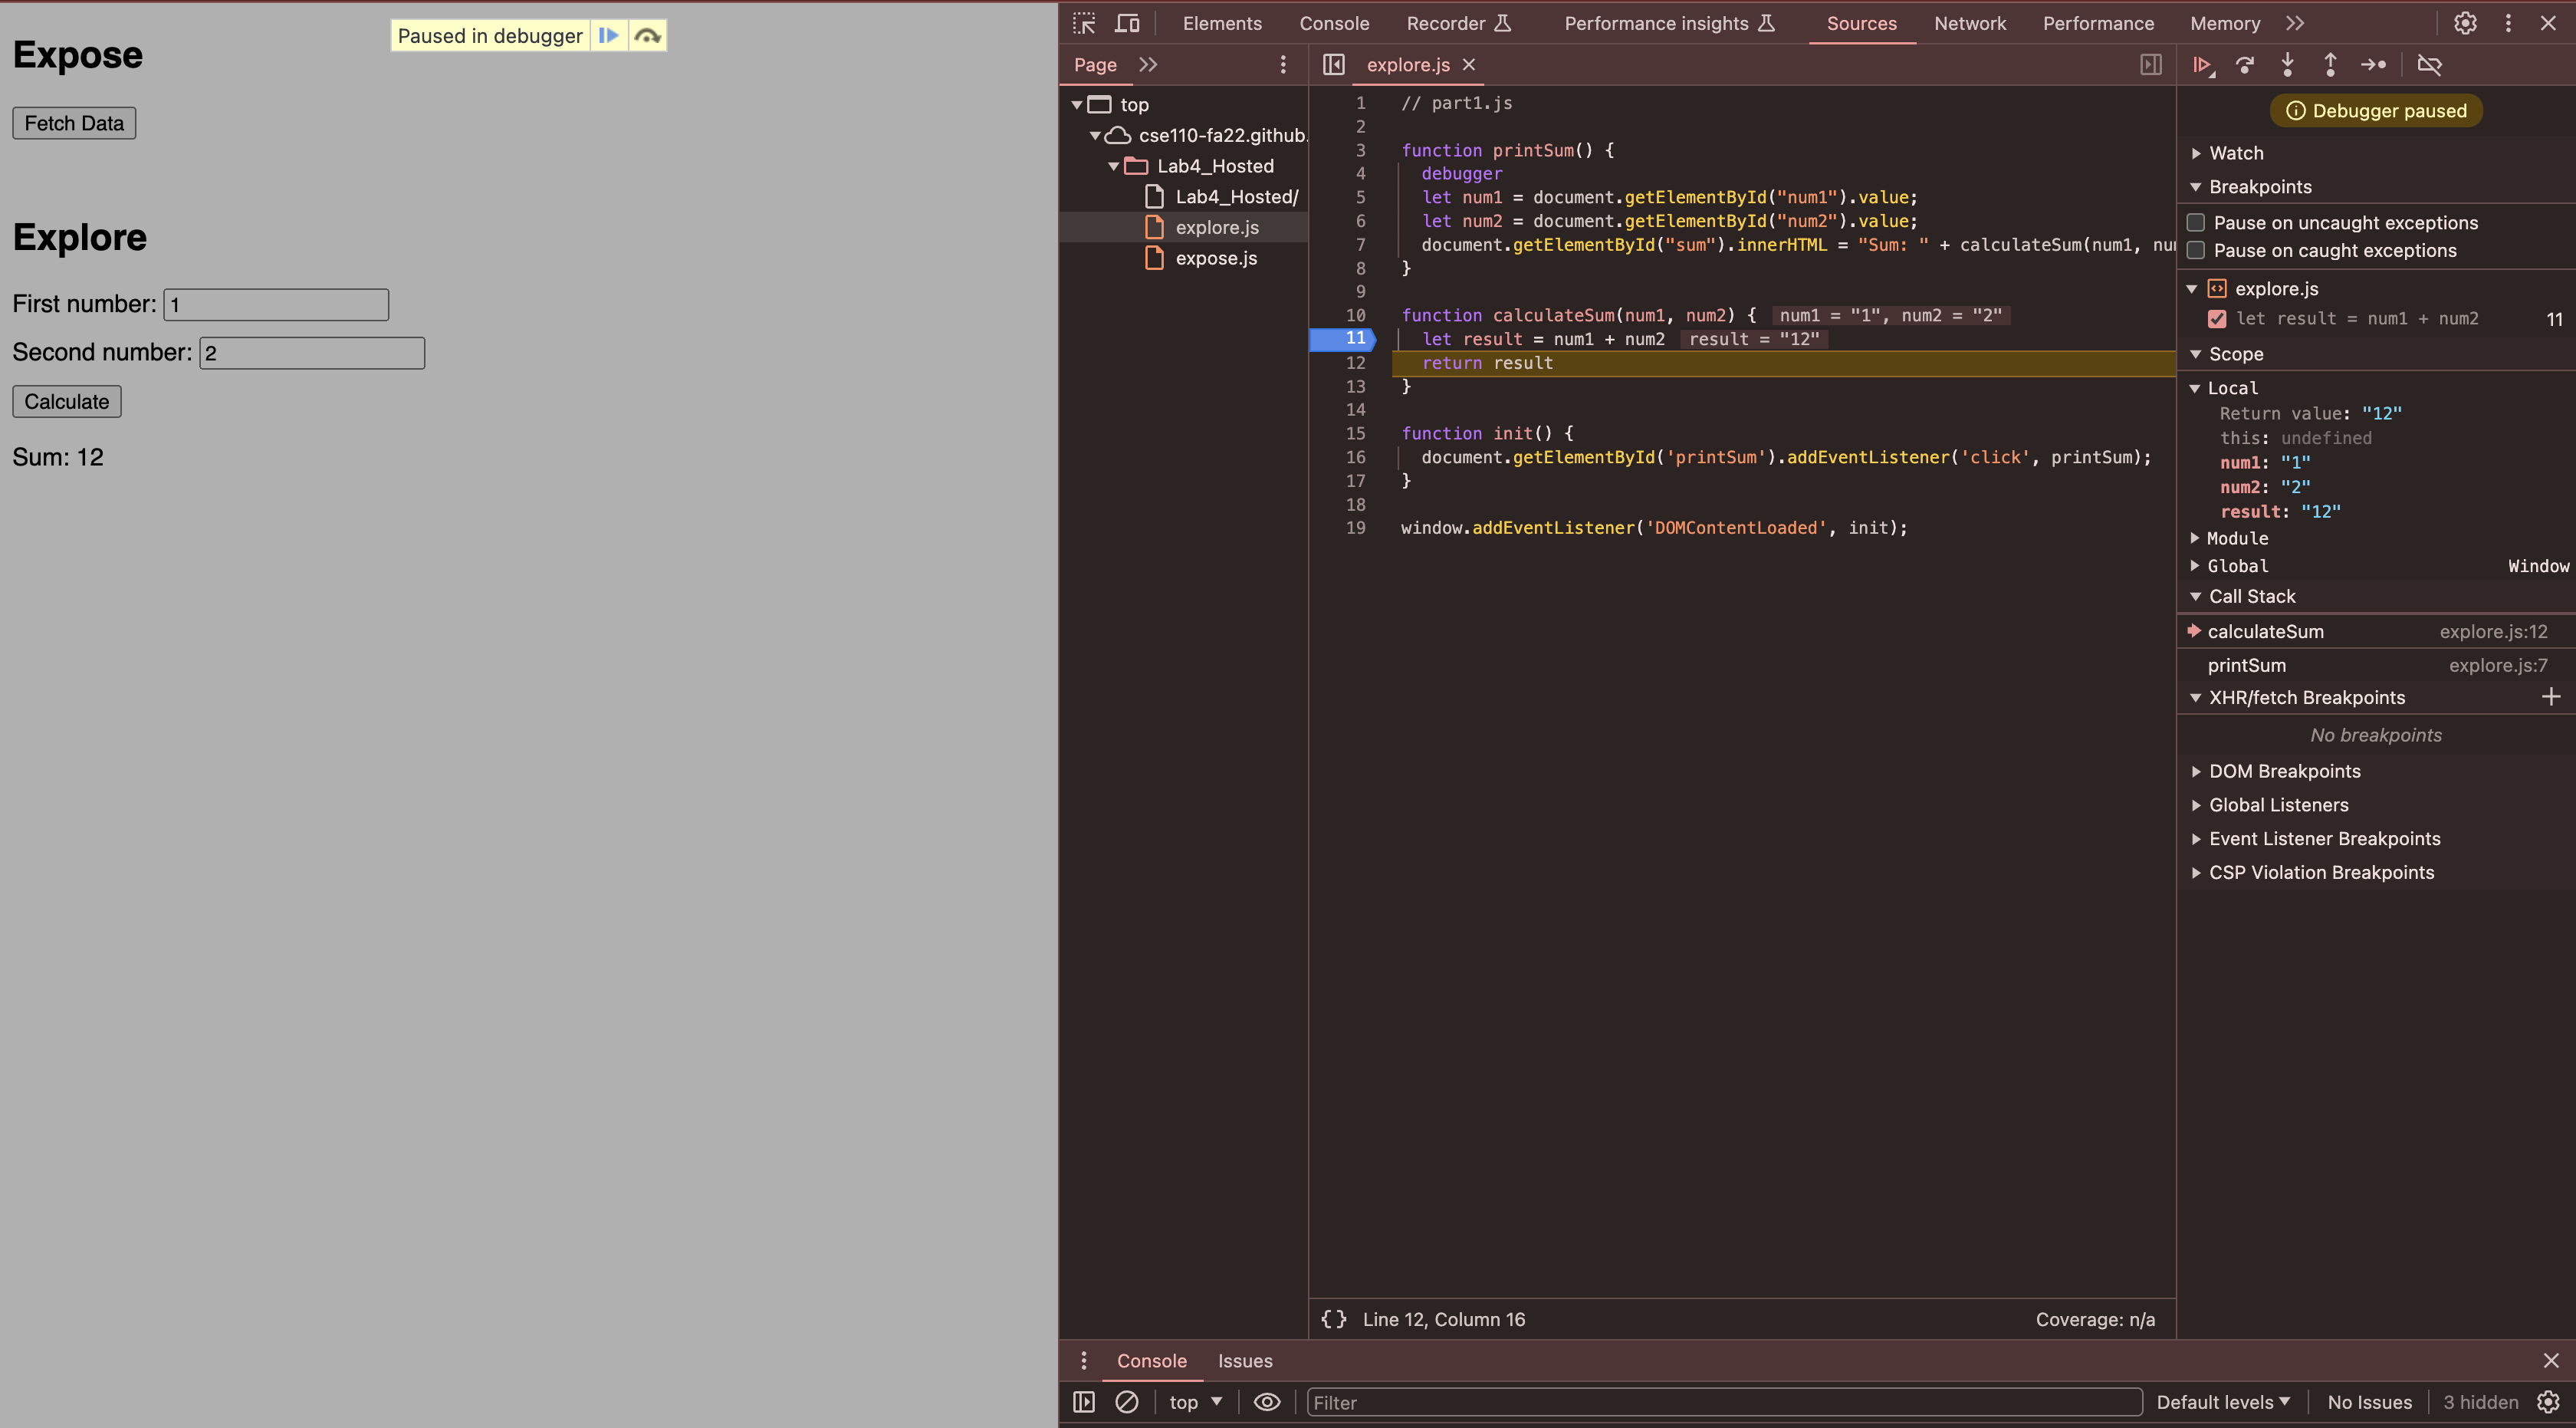 Expose
Paused in debugger
Fetch Data
Explore
First number: 1
Second number: 2
Calculate
Sum: 12
Elements Console Recorder Performance insights Sources Network Performance Memory
Page
top
cse110-fa22.github.
Lab4_Hosted
Lab4_Hosted/
explore.js
expose.js
explore.js
1 // part1.js
2
3 function printSum() {
4 debugger
5 let num1 = document.getElementById("num1").value;
6 let num2 = document.getElementById("num2").value;
7 document.getElementById("sum").innerHTML = "Sum: " + calculateSum(num1, nu
8 }
9
10 function calculateSum(num1, num2) { num1 = "1", num2 = "2"
11 let result = num1 + num2 result = "12"
12 return result
13 }
14
15 function init() {
16 document.getElementById('printSum').addEventListener('click', printSum);
17 }
18
19 window.addEventListener('DOMContentLoaded', init);
{} Line 12, Column 16 Coverage: n/a
Debugger paused
Watch
Breakpoints
Pause on uncaught exceptions
Pause on caught exceptions
explore.js
let result = num1 + num2 11
Scope
Local
Return value: "12"
this: undefined
num1: "1"
num2: "2"
result: "12"
Module
Global Window
Call Stack
calculateSum explore.js:12
printSum explore.js:7
XHR/fetch Breakpoints
No breakpoints
DOM Breakpoints
Global Listeners
Event Listener Breakpoints
CSP Violation Breakpoints
Console Issues
top Filter Default levels No Issues 3 hidden